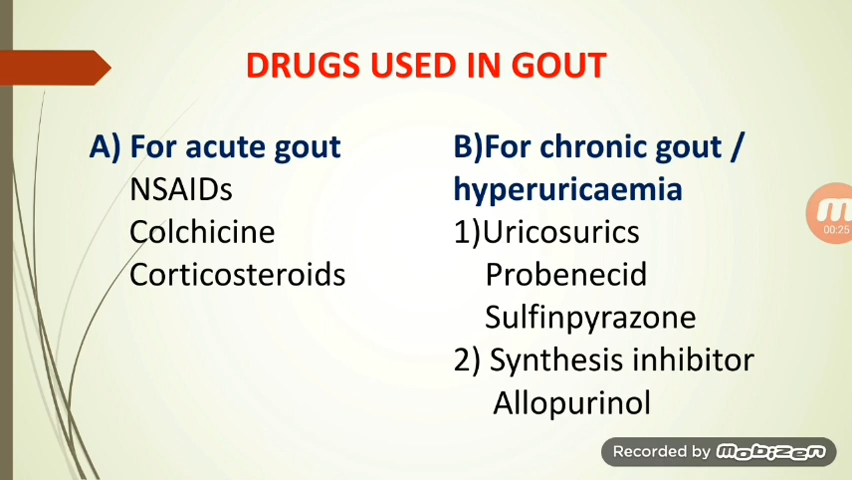 DRUGS USED IN GOUT
A) For acute gout
NSAIDs
Colchicine
Corticosteroids
B)For chronic gout /
hyperuricaemia
1)Uricosurics
Probenecid
Sulfinpyrazone
2) Synthesis inhibitor
Allopurinol
00:25
Recorded by mobizen